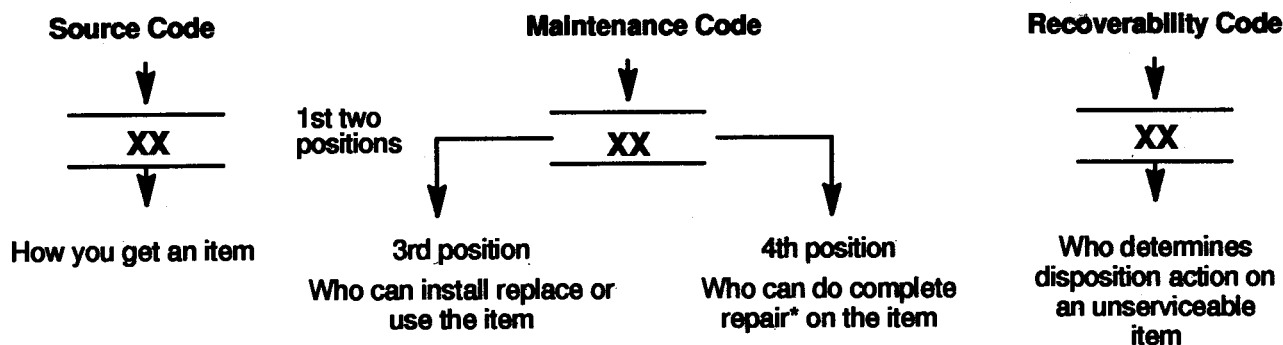 Source Code
XX
How you get an item
1st two
positions
Maintenance Code
XX
3rd position
Who can install replace or
use the item
4th position
Who can do complete
repair* on the item
Recoverability Code
XX
Who determines
disposition action on
an unserviceable
item